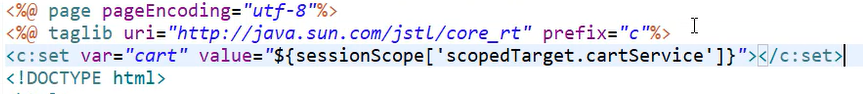 <%@ page pageEncoding="utf-8"%>
<%@ taglib uri="http://java.sun.com/jstl/core_rt" prefix="c"%>
<c:set var="cart" value="${sessionScope['scopedTarget.cartService']}"></c:set>
<!DOCTYPE html>